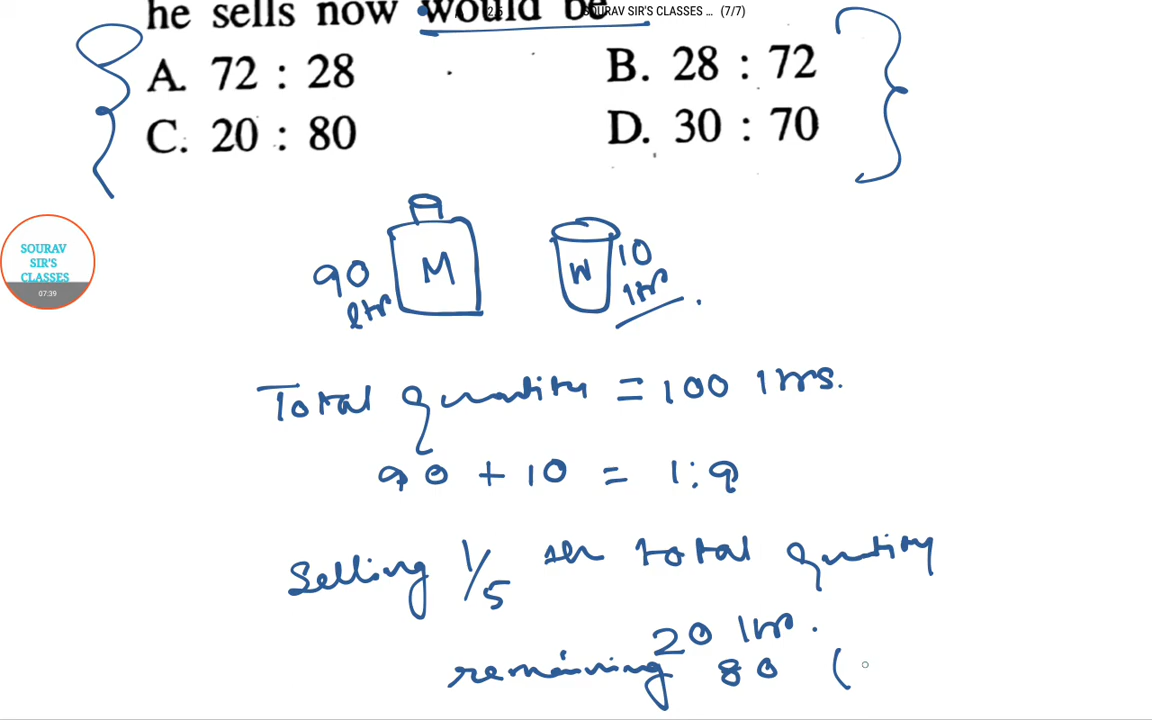 he sells now would be
SOURAV SIR'S CLASSES ... (7/7)
A. 72 : 28
B. 28 : 72
C. 20 : 80
D. 30 : 70
SOURAV
SIR'S
CLASSES
07:39
90
ltr
M
W
10
ltr
Total quantity = 100 ltrs.
90 + 10 = 1:9
Selling 1/5 total
20 ltr.
remaining 80 (